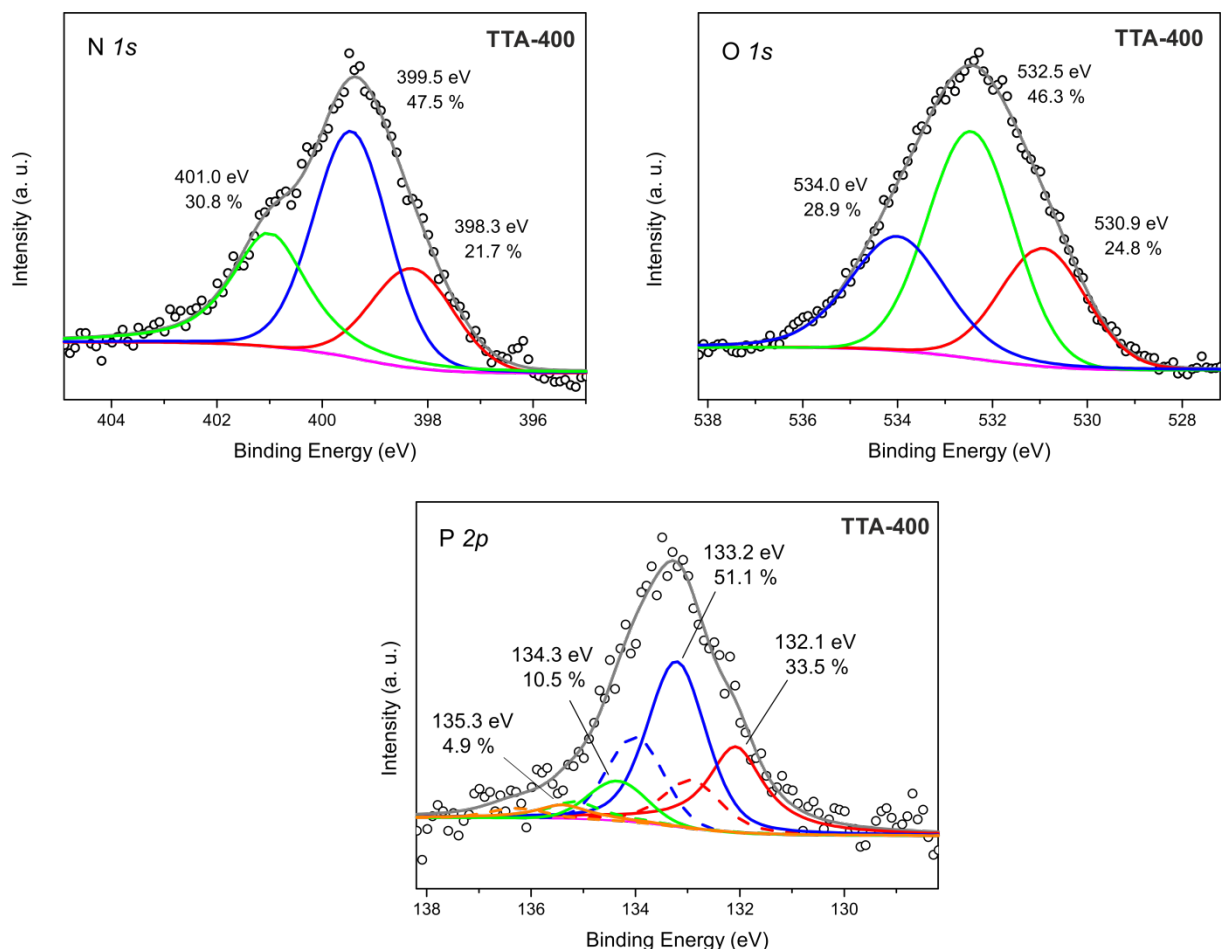 N 1s
TTA-400
399.5 eV
47.5 %
401.0 eV
30.8 %
398.3 eV
21.7 %
Intensity (a. u.)
404
402
400
398
396
Binding Energy (eV)
O 1s
TTA-400
532.5 eV
46.3 %
534.0 eV
28.9 %
530.9 eV
24.8 %
Intensity (a. u.)
538
536
534
532
530
528
Binding Energy (eV)
P 2p
TTA-400
133.2 eV
51.1 %
132.1 eV
33.5 %
134.3 eV
10.5 %
135.3 eV
4.9 %
Intensity (a. u.)
138
136
134
132
130
Binding Energy (eV)